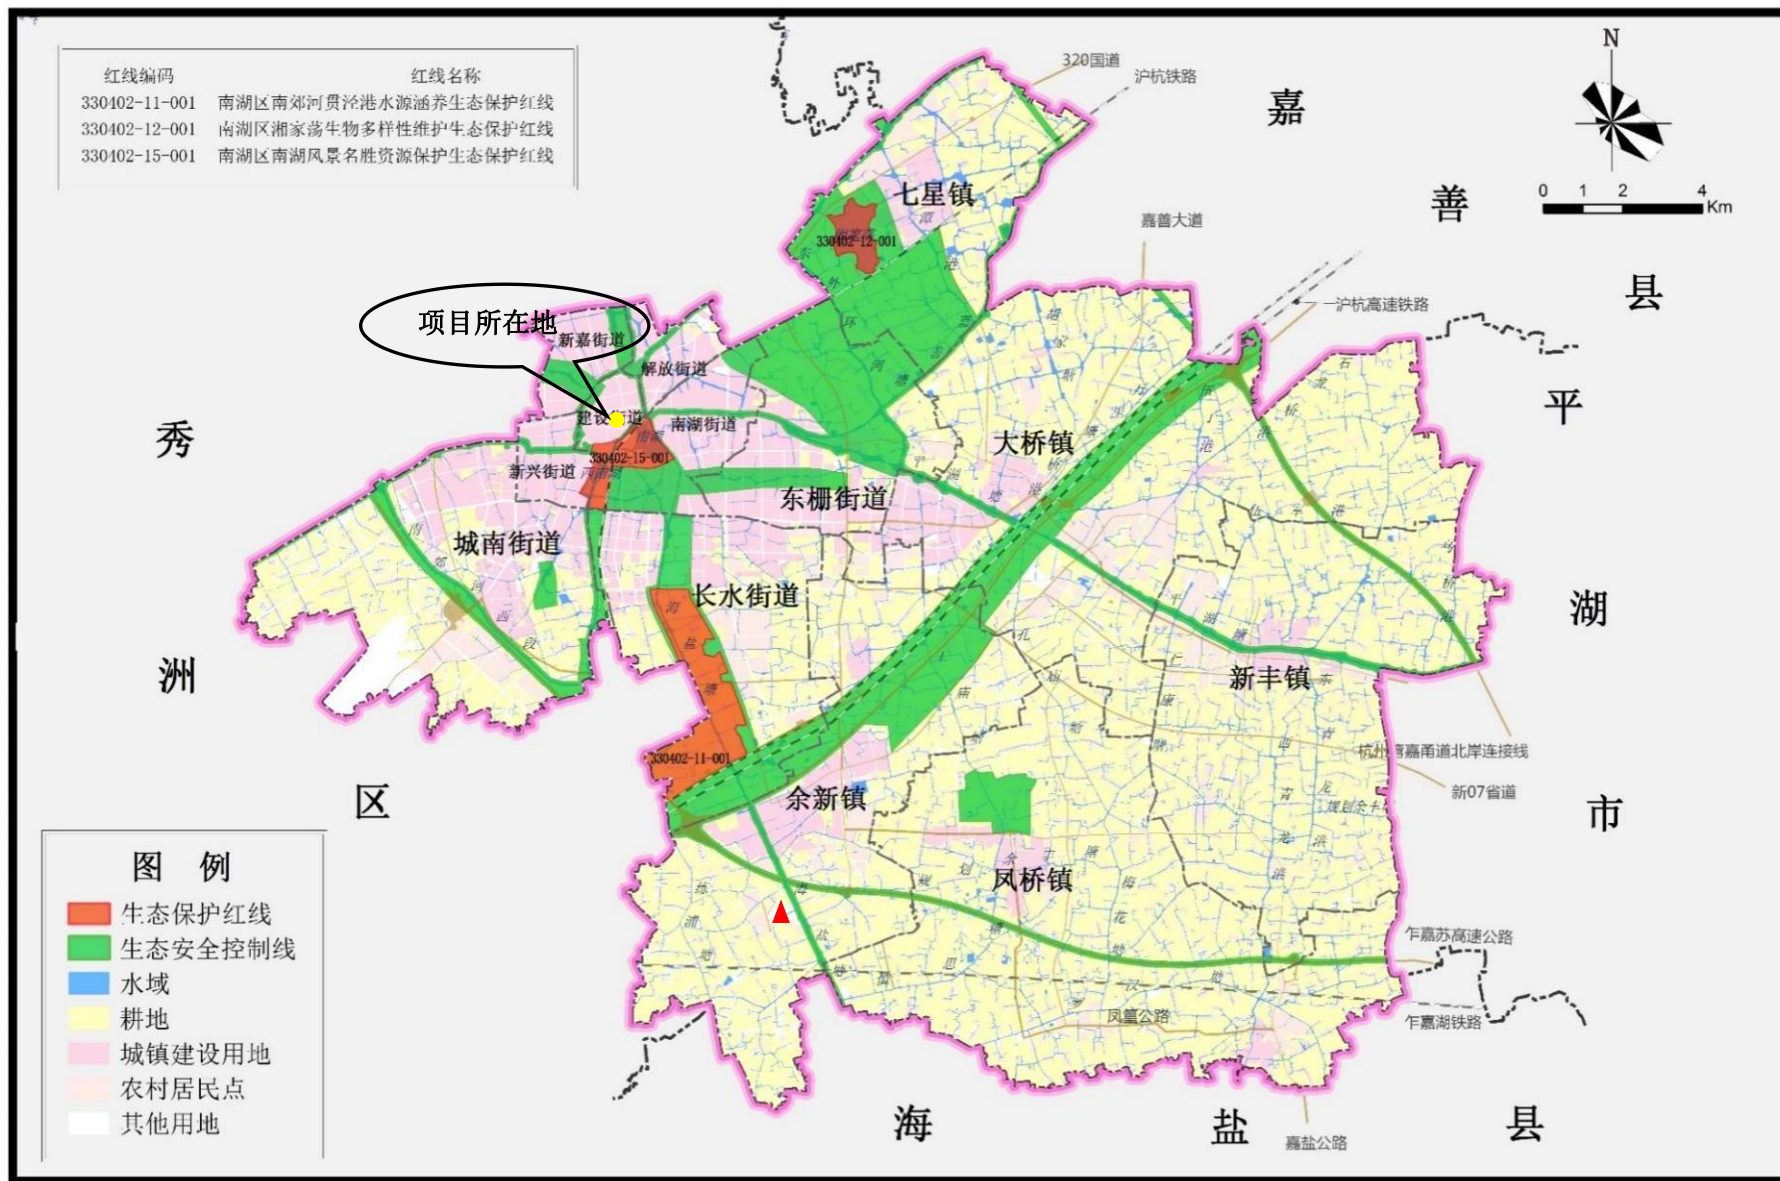 红线编码 红线名称
330402-11-001 南湖区南郊河贯泾港水源涵养生态保护红线
330402-12-001 南湖区湘家荡生物多样性维护生态保护红线
330402-15-001 南湖区南湖风景名胜资源保护生态保护红线
N
0 1 2 4 Km
320国道
沪杭铁路
嘉
善
县
七星镇
330402-12-001
嘉善大道
沪杭高速铁路
项目所在地
新嘉街道
解放街道
建设街道
南湖街道
南湖
330402-15-001
西南湖
新兴街道
大桥镇
东栅街道
城南街道
长水街道
平
湖
市
秀
洲
区
新丰镇
330402-11-001
杭州湾嘉甬道北岸连接线
新07省道
余新镇
凤桥镇
乍嘉苏高速公路
凤篁公路
乍嘉湖铁路
海
盐
县
嘉盐公路
图 例
生态保护红线
生态安全控制线
水域
耕地
城镇建设用地
农村居民点
其他用地